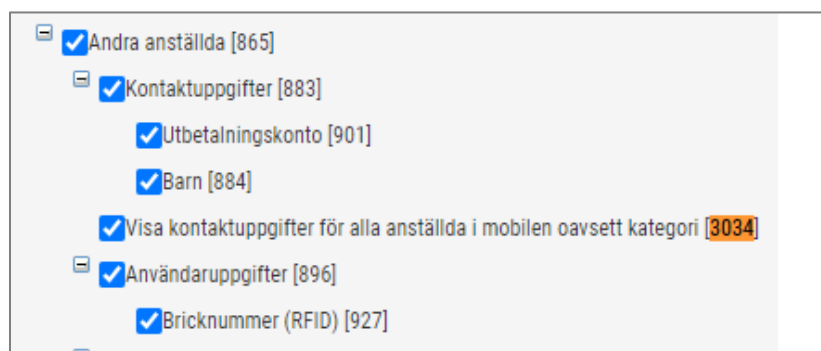 Andra anställda [865]
Kontaktuppgifter [883]
Utbetalningskonto [901]
Barn [884]
Visa kontaktuppgifter för alla anställda i mobilen oavsett kategori [3034]
Användaruppgifter [896]
Bricknummer (RFID) [927]